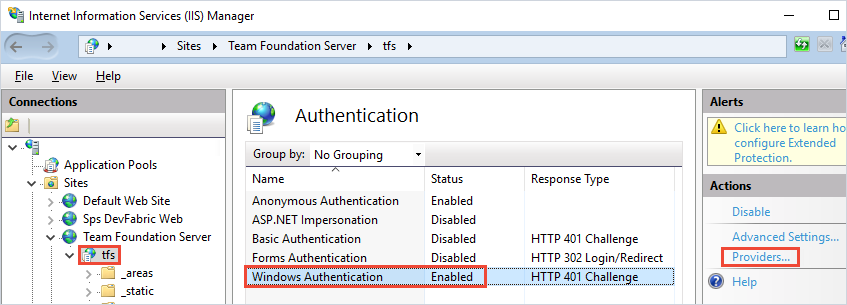 Internet Information Services (IIS) Manager
Sites Team Foundation Server tfs
File View Help
Connections
Application Pools
Sites
Default Web Site
Sps DevFabric Web
Team Foundation Server
tfs
_areas
_static
Authentication
Group by: No Grouping
Name Status Response Type
Anonymous Authentication Enabled
ASP.NET Impersonation Disabled
Basic Authentication Disabled HTTP 401 Challenge
Forms Authentication Disabled HTTP 302 Login/Redirect
Windows Authentication Enabled HTTP 401 Challenge
Alerts
Click here to learn ho
configure Extended
Protection.
Actions
Disable
Advanced Settings...
Providers...
Help